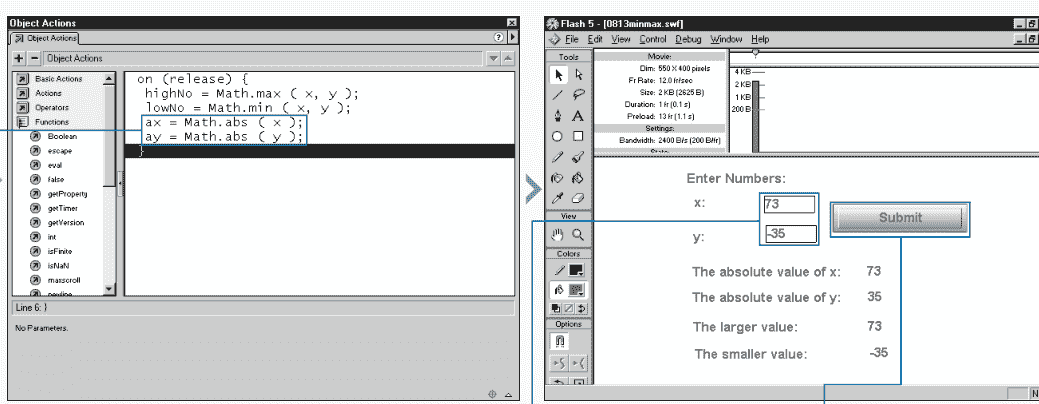 Object Actions
Object Actions
Object Actions
Basic Actions
Actions
Operators
Functions
Boolean
escape
eval
false
getProperty
getTimer
getVersion
int
isFinite
isNaN
maxscroll
newline
on (release) {
highNo = Math.max ( x, y );
lowNo = Math.min ( x, y );
ax = Math.abs ( x );
ay = Math.abs ( y );
}
Line 6: }
No Parameters.
Flash 5 - [0813minmax.swf]
File Edit View Control Debug Window Help
Tools
View
Colors
Options
Movie:
Dim: 550 X 400 pixels
Fr Rate: 12.0 fr/sec
Size: 2 KB (2625 B)
Duration: 1 fr (0.1 s)
Preload: 13 fr (1.1 s)
Settings:
Bandwidth: 2400 B/s (200 B/fr)
State:
4 KB
2 KB
1 KB
200 B
Enter Numbers:
x: 73
y: -35
Submit
The absolute value of x: 73
The absolute value of y: 35
The larger value: 73
The smaller value: -35